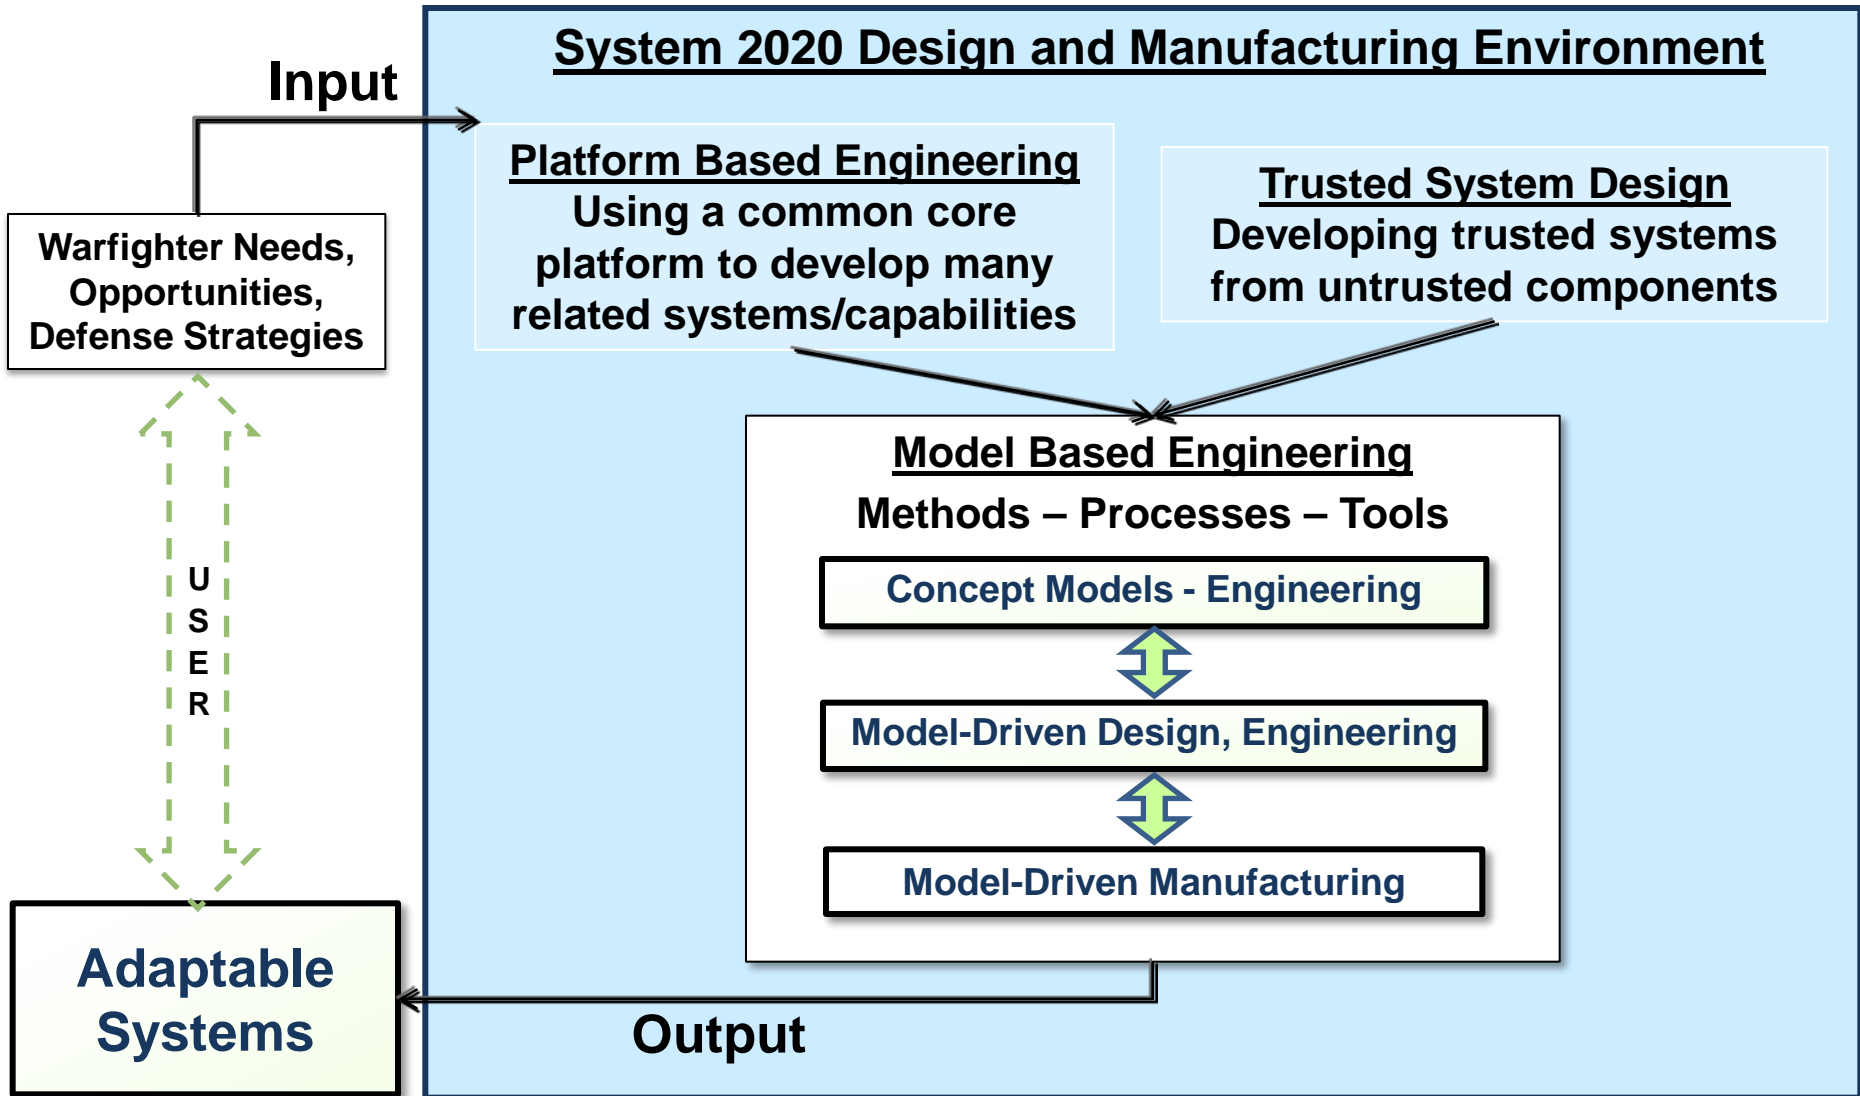 System 2020 Design and Manufacturing Environment
Input
Platform Based Engineering
Using a common core
platform to develop many
related systems/capabilities
Trusted System Design
Developing trusted systems
from untrusted components
Warfighter Needs,
Opportunities,
Defense Strategies
Model Based Engineering
Methods – Processes – Tools
Concept Models - Engineering
Model-Driven Design, Engineering
Model-Driven Manufacturing
U
S
E
R
Adaptable
Systems
Output